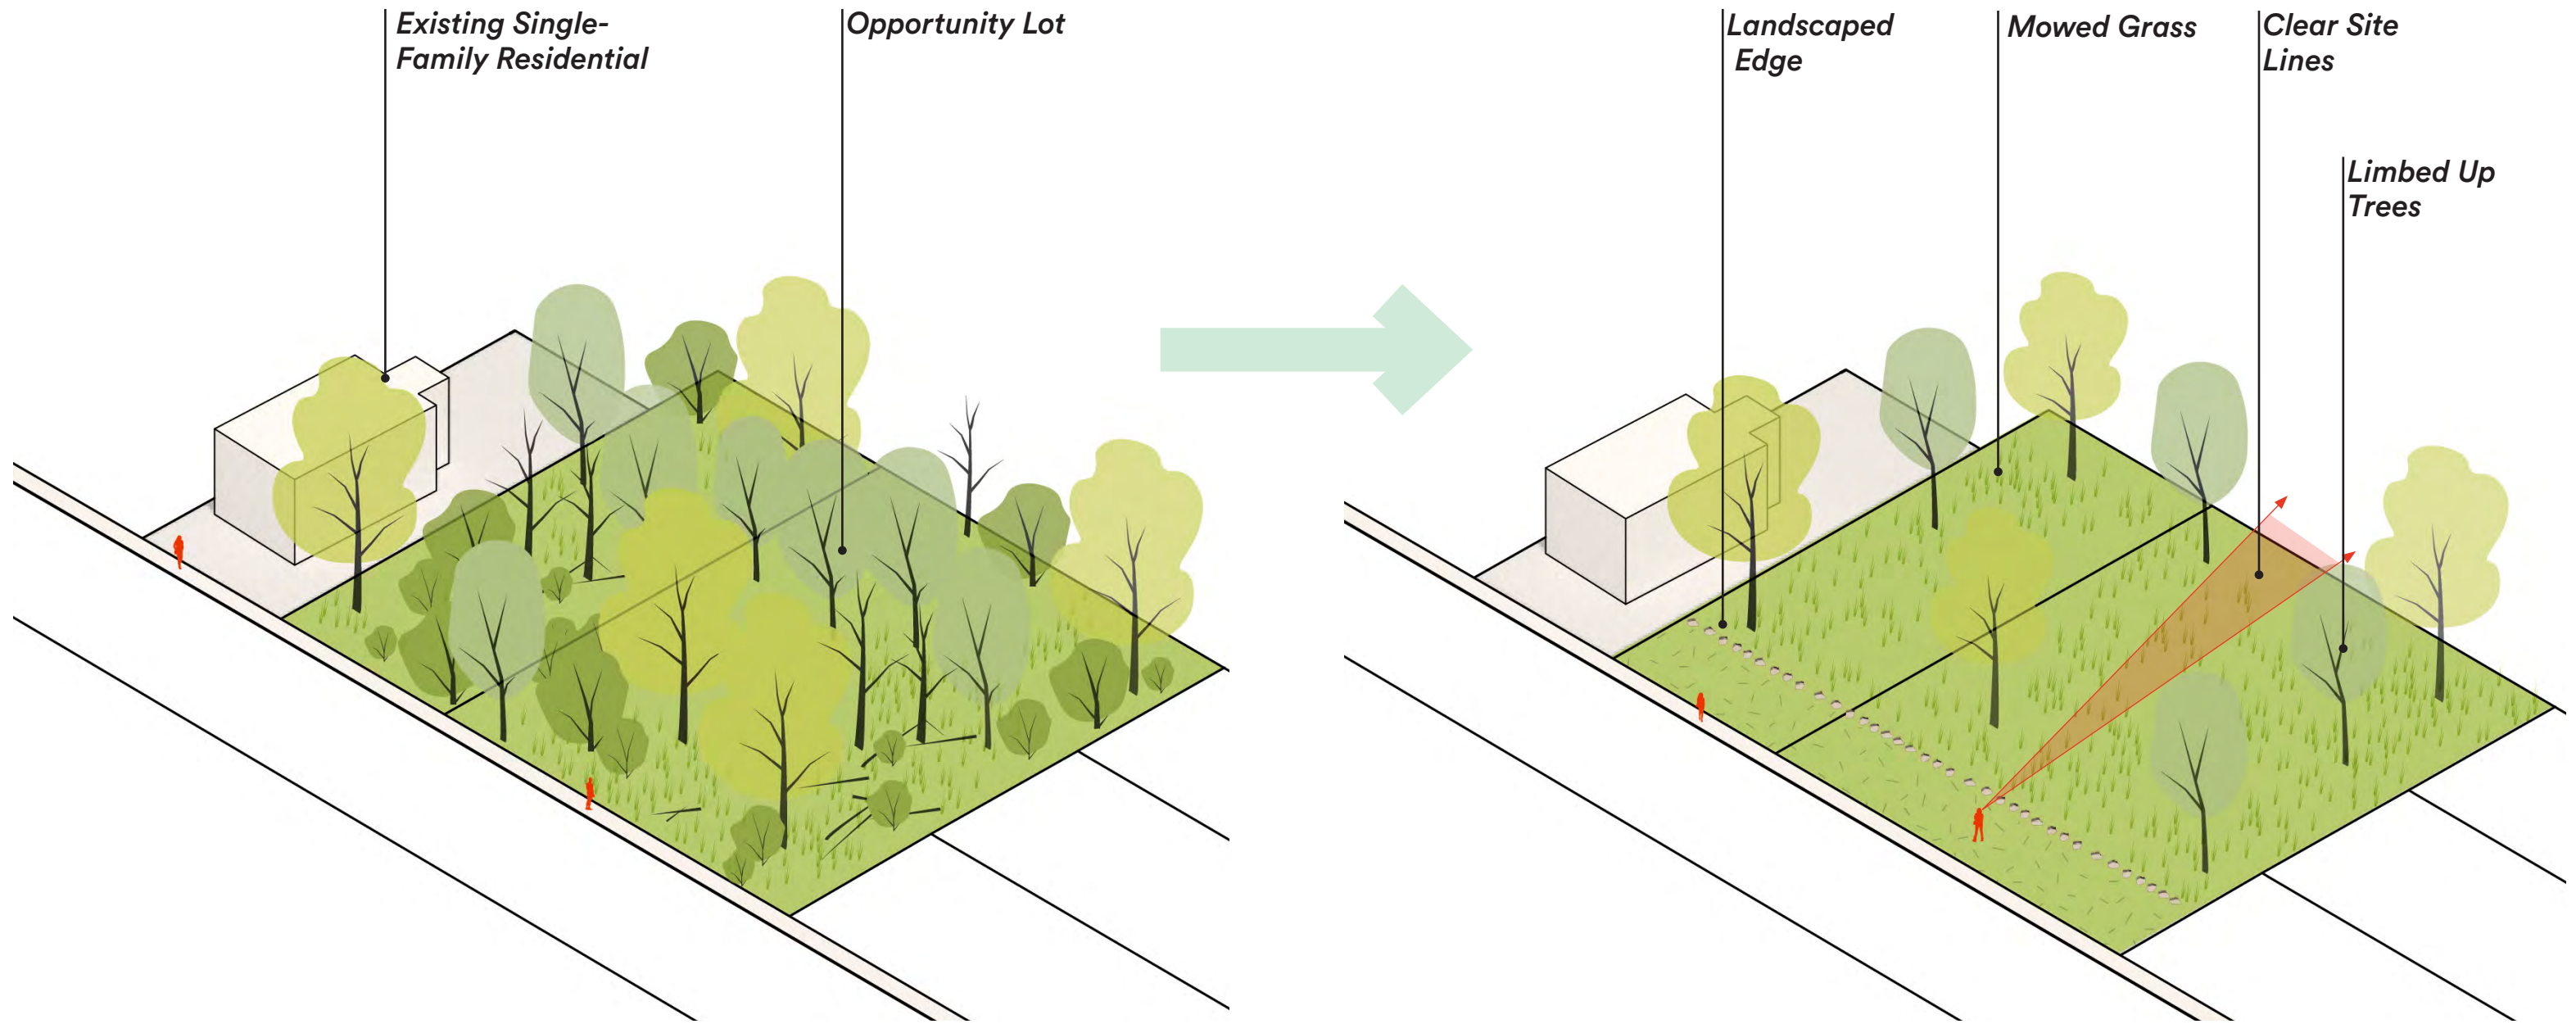 Existing Single-
Family Residential
Opportunity Lot
Landscaped
Edge
Mowed Grass
Clear Site
Lines
Limbed Up
Trees